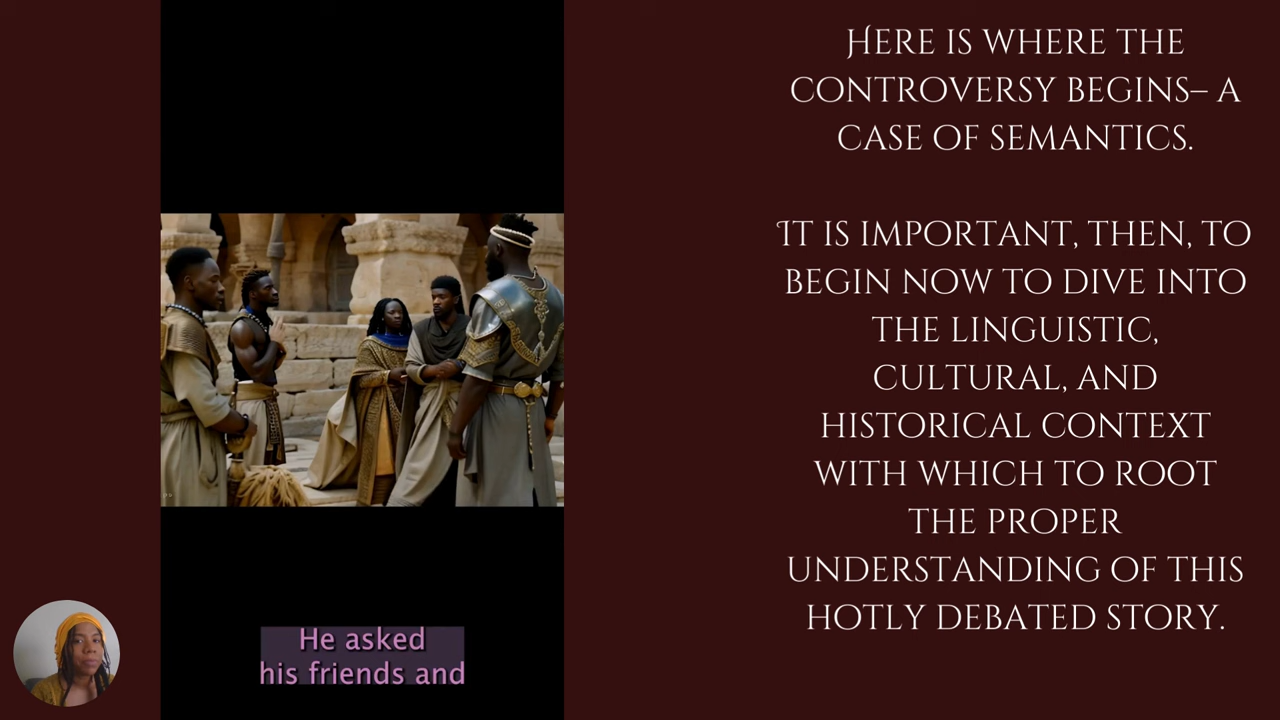 HERE IS WHERE THE
CONTROVERSY BEGINS– A
CASE OF SEMANTICS.
IT IS IMPORTANT, THEN, TO
BEGIN NOW TO DIVE INTO
THE LINGUISTIC,
CULTURAL, AND
HISTORICAL CONTEXT
WITH WHICH TO ROOT
THE PROPER
UNDERSTANDING OF THIS
HOTLY DEBATED STORY.
He asked
his friends and